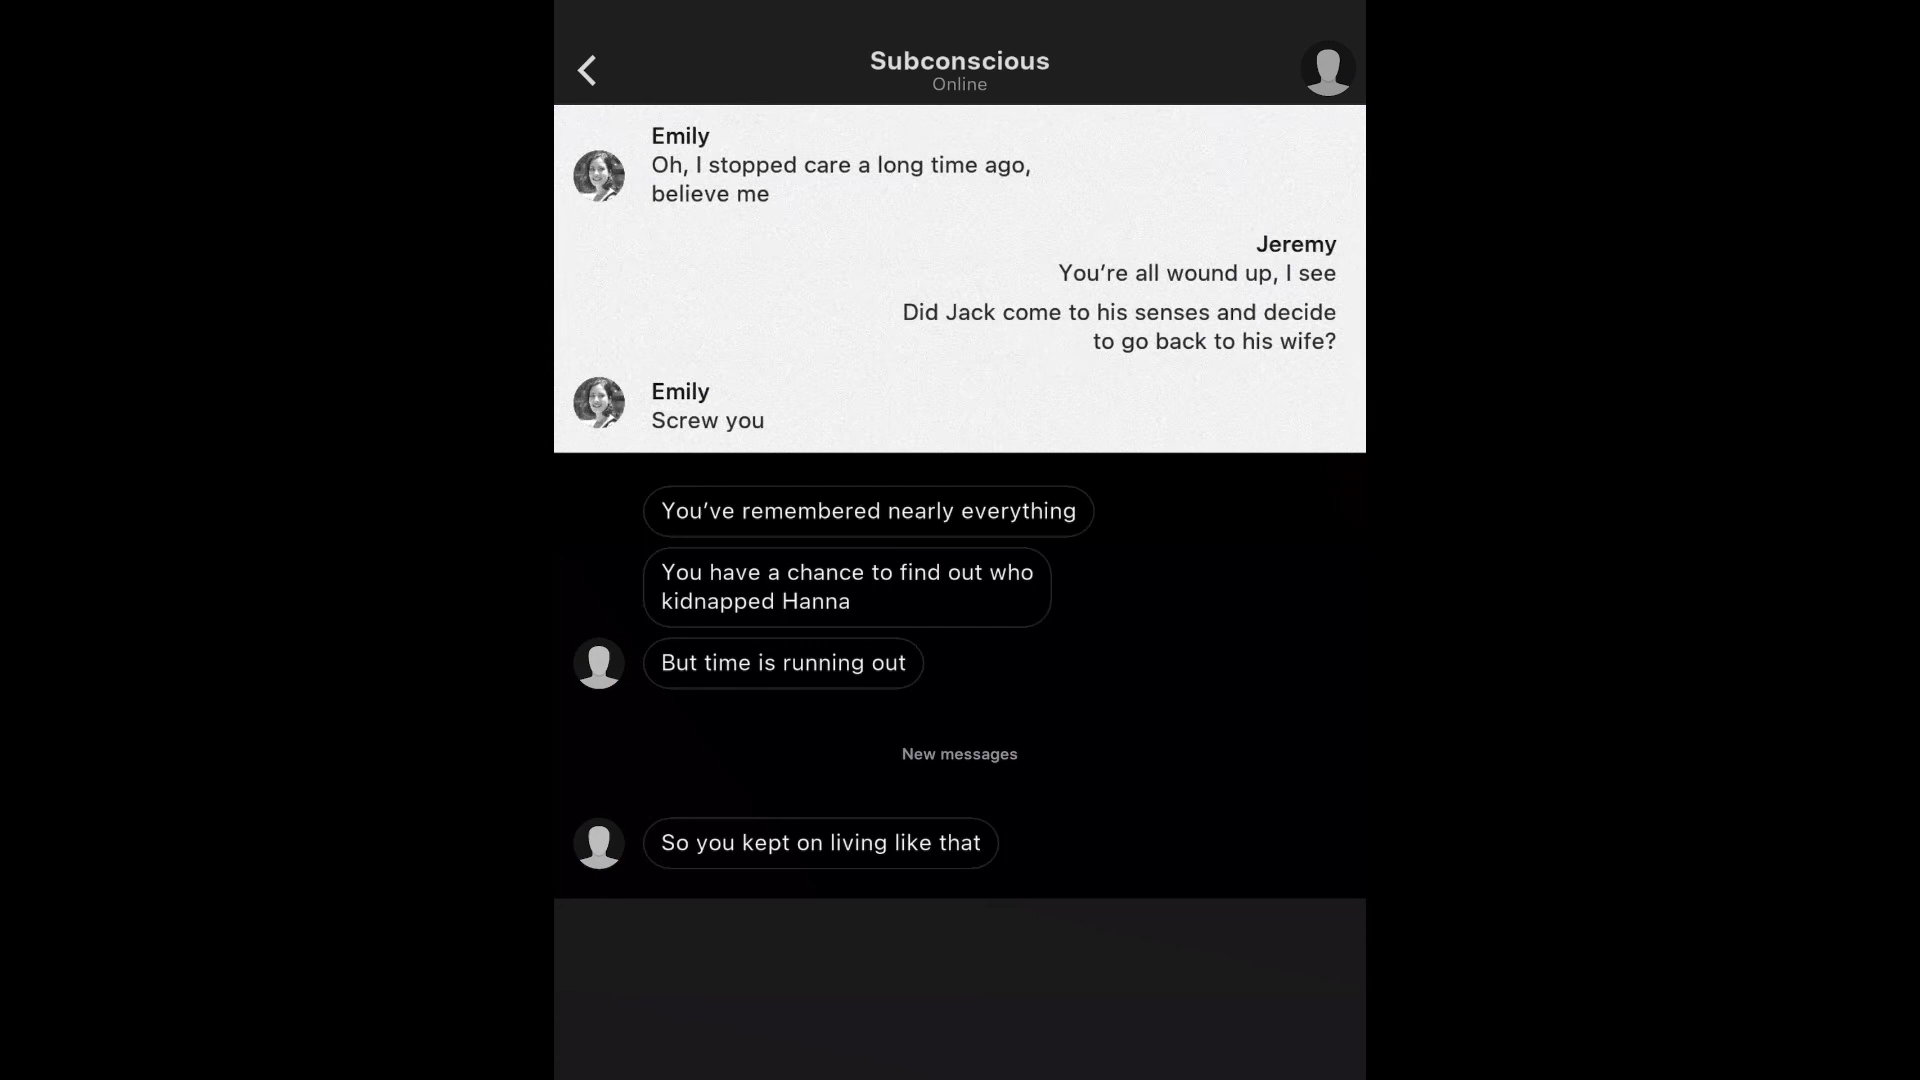 Subconscious
Online
Emily
Oh, I stopped care a long time ago,
believe me
Jeremy
You’re all wound up, I see
Did Jack come to his senses and decide
to go back to his wife?
Emily
Screw you
You’ve remembered nearly everything
You have a chance to find out who
kidnapped Hanna
But time is running out
New messages
So you kept on living like that